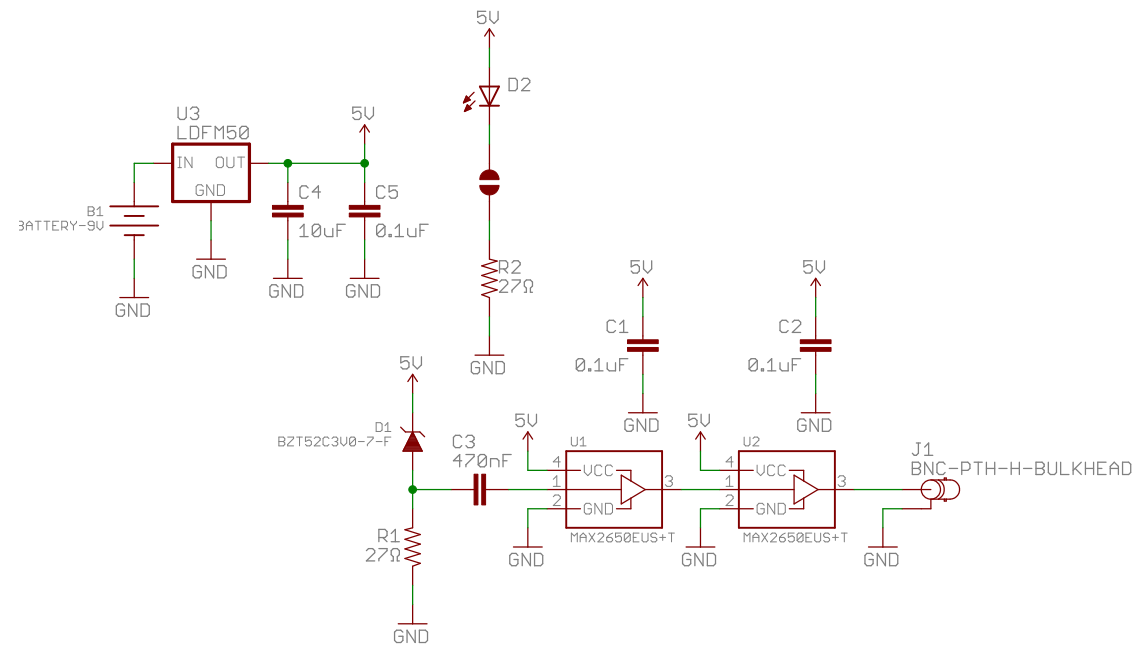 5V
D2
U3
LDFM50
5V
IN OUT
GND
C4
C5
B1
BATTERY-9V
10uF
0.1uF
GND
GND
GND
GND
R2
27Ω
5V
5V
C1
C2
0.1uF
0.1uF
GND
5V
GND
GND
D1
BZT52C3V0-7-F
C3
470nF
5V
U1
5V
U2
J1
BNC-PTH-H-BULKHEAD
4
VCC
1
3
2
GND
4
VCC
1
3
2
GND
MAX2650EUS+T
MAX2650EUS+T
R1
27Ω
GND
GND
GND
GND